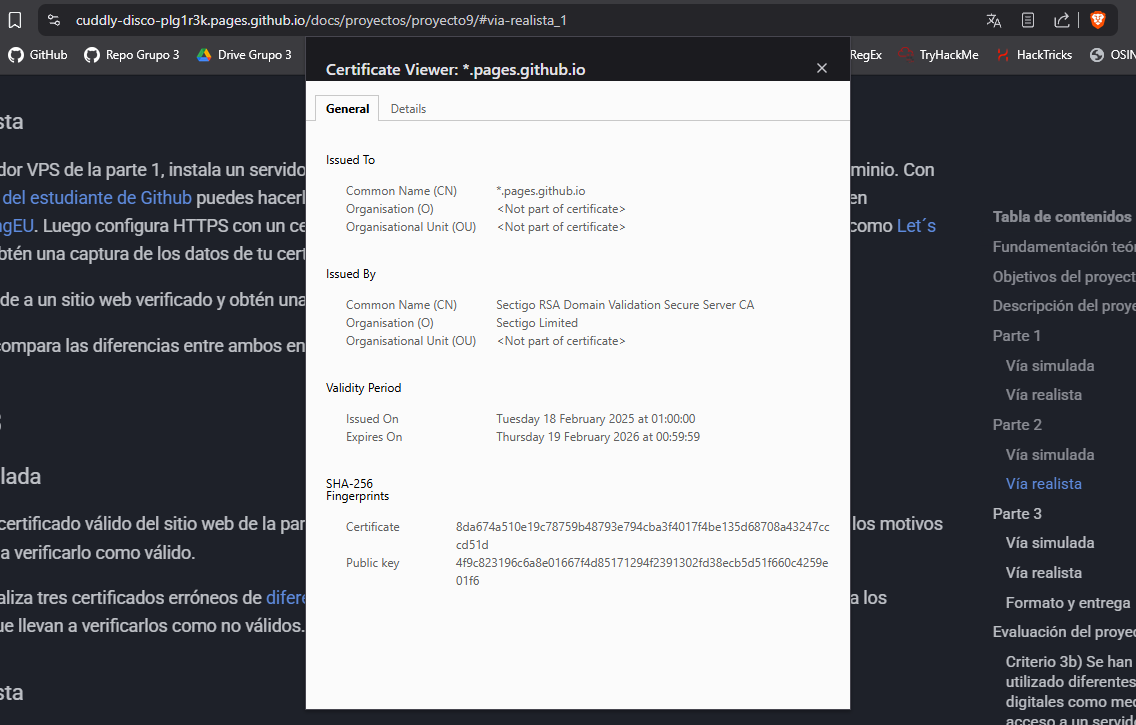 cuddly-disco-plg1r3k.pages.github.io/docs/proyectos/proyecto9/#via-realista_1
GitHub Repo Grupo 3 Drive Grupo 3 RegEx TryHackMe HackTricks OSIN
Certificate Viewer: *.pages.github.io
General Details
Issued To
Common Name (CN) *.pages.github.io
Organisation (O) <Not part of certificate>
Organisational Unit (OU) <Not part of certificate>
Issued By
Common Name (CN) Sectigo RSA Domain Validation Secure Server CA
Organisation (O) Sectigo Limited
Organisational Unit (OU) <Not part of certificate>
Validity Period
Issued On Tuesday 18 February 2025 at 01:00:00
Expires On Thursday 19 February 2026 at 00:59:59
SHA-256
Fingerprints
Certificate 8da674a510e19c78759b48793e794cba3f4017f4be135d68708a43247cc
cd51d
Public key 4f9c823196c6a8e01667f4d85171294f2391302fd38ecb5d51f660c4259e
01f6
sta
dor VPS de la parte 1, instala un servido
minio. Con
del estudiante de Github puedes hacerl
en
ngEU. Luego configura HTTPS con un ce
como Let´s
btén una captura de los datos de tu cert
de a un sitio web verificado y obtén una
compara las diferencias entre ambos en
lada
certificado válido del sitio web de la par
los motivos
a verificarlo como válido.
aliza tres certificados erróneos de difere
a los
ue llevan a verificarlos como no válidos.
sta
Tabla de contenidos
Fundamentación teór
Objetivos del proyect
Descripción del proye
Parte 1
Vía simulada
Vía realista
Parte 2
Vía simulada
Vía realista
Parte 3
Vía simulada
Vía realista
Formato y entrega
Evaluación del proyec
Criterio 3b) Se han
utilizado diferentes
digitales como med
acceso a un servido